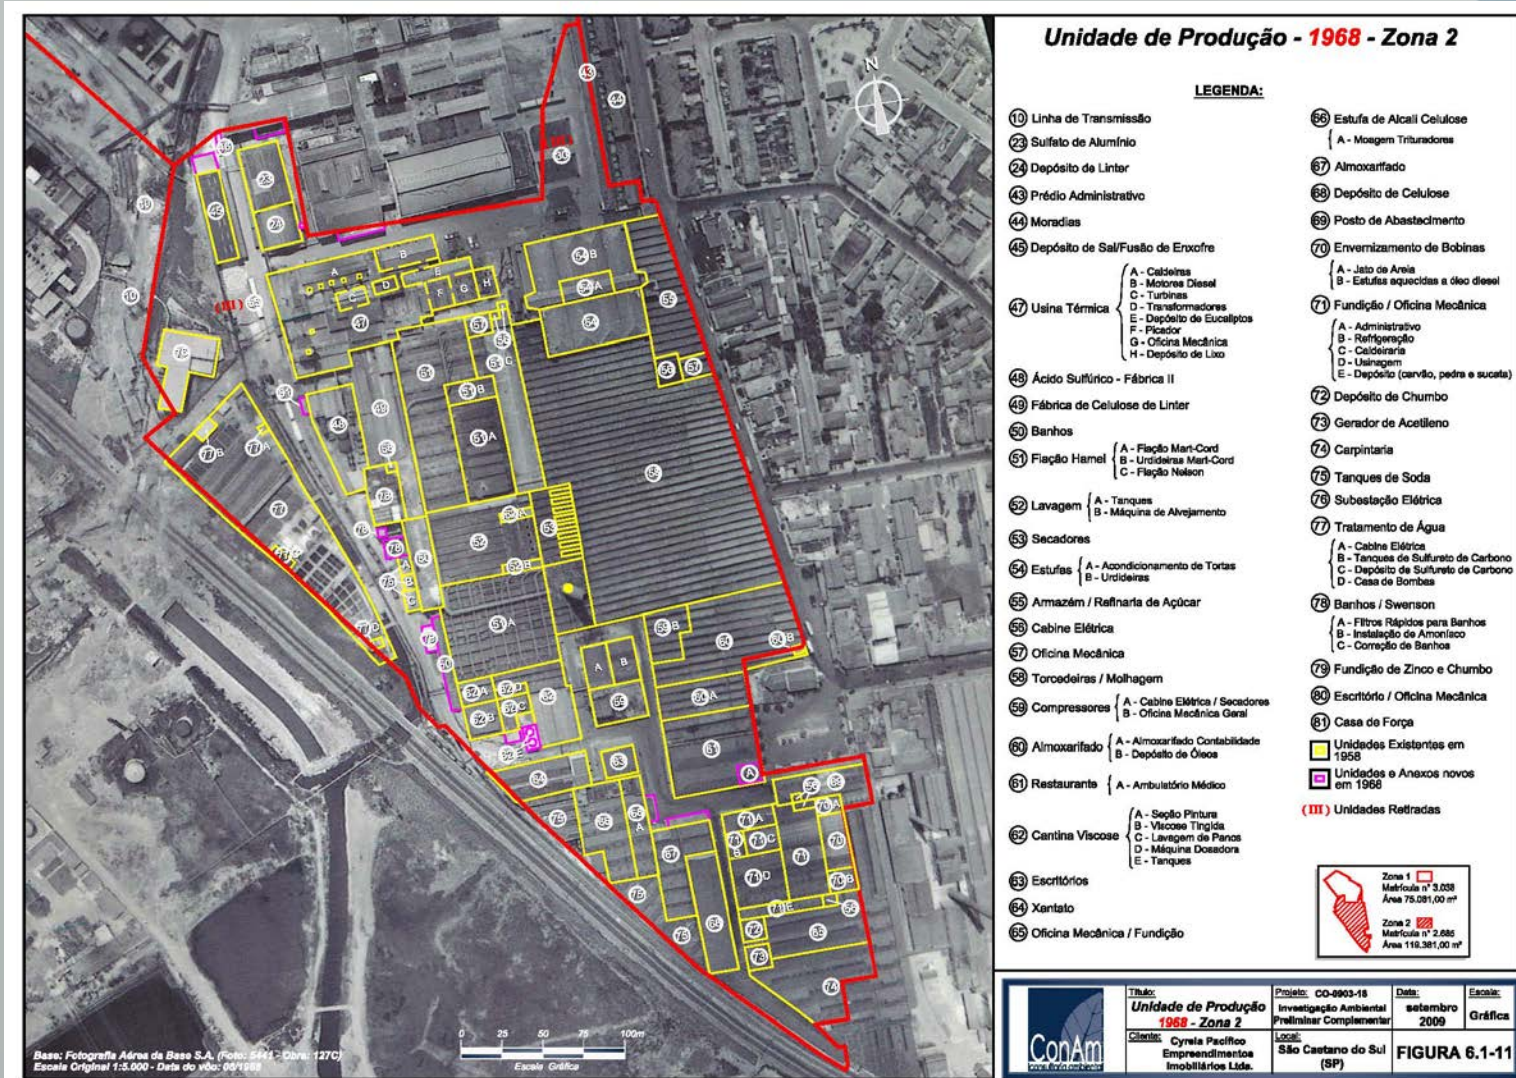 Unidade de Produção - 1968 - Zona 2
LEGENDA:
10 Linha de Transmissão
23 Sulfato de Alumínio
24 Depósito de Linter
43 Prédio Administrativo
44 Moradias
45 Depósito de Sal/Fusão de Enxofre
47 Usina Térmica
A - Caldeiras
B - Motores Diesel
C - Turbinas
D - Transformadores
E - Depósito de Eucaliptos
F - Picador
G - Oficina Mecânica
H - Depósito de Lixo
48 Ácido Sulfúrico - Fábrica II
49 Fábrica de Celulose de Linter
50 Banhos
51 Fiação Hamel
A - Fiação Mart-Cord
B - Urdideiras Mart-Cord
C - Fiação Nelson
52 Lavagem
A - Tanques
B - Máquina de Alvejamento
53 Secadores
54 Estufas
A - Acondicionamento de Tortas
B - Urdideiras
55 Armazém / Refinaria de Açúcar
56 Cabine Elétrica
57 Oficina Mecânica
58 Torcedeiras / Molhagem
59 Compressores
A - Cabine Elétrica / Secadores
B - Oficina Mecânica Geral
60 Almoxarifado
A - Almoxarifado Contabilidade
B - Depósito de Óleos
61 Restaurante
A - Ambulatório Médico
62 Cantina Viscose
A - Seção Pintura
B - Viscose Tingida
C - Lavagem de Panos
D - Máquina Dosadora
E - Tanques
63 Escritórios
64 Xantato
65 Oficina Mecânica / Fundição
66 Estufa de Alcali Celulose
A - Moagem Trituradores
67 Almoxarifado
68 Depósito de Celulose
69 Posto de Abastecimento
70 Envernizamento de Bobinas
A - Jato de Areia
B - Estufas aquecidas a óleo diesel
71 Fundição / Oficina Mecânica
A - Administrativo
B - Refrigeração
C - Caldeiraria
D - Usinagem
E - Depósito (carvão, pedra e sucata)
72 Depósito de Chumbo
73 Gerador de Acetileno
74 Carpintaria
75 Tanques de Soda
76 Subestação Elétrica
77 Tratamento de Água
A - Cabine Elétrica
B - Tanques de Sulfureto de Carbono
C - Depósito de Sulfureto de Carbono
D - Casa de Bombas
78 Banhos / Swenson
A - Filtros Rápidos para Banhos
B - Instalação de Amoníaco
C - Correção de Banhos
79 Fundição de Zinco e Chumbo
80 Escritório / Oficina Mecânica
81 Casa de Força
Unidades Existentes em
1958
Unidades e Anexos novos
em 1968
(III) Unidades Retiradas
Zona 1
Matrícula n° 3.038
Área 75.081,00 m²
Zona 2
Matrícula n° 2.685
Área 119.381,00 m²
N
0 25 50 75 100m
Escala Gráfica
Base: Fotografia Aérea da Base S.A. (Foto: 5441 - Obra: 127C)
Escala Original 1:5.000 - Data do vôo: 06/1968
ConAm
consultoria ambiental
Título:
Unidade de Produção
1968 - Zona 2
Cliente:
Cyrela Pacífico
Empreendimentos
Imobiliários Ltda.
Projeto: CO-0903-18
Investigação Ambiental
Preliminar Complementar
Local:
São Caetano do Sul
(SP)
Data:
setembro
2009
Escala:
Gráfica
FIGURA 6.1-11